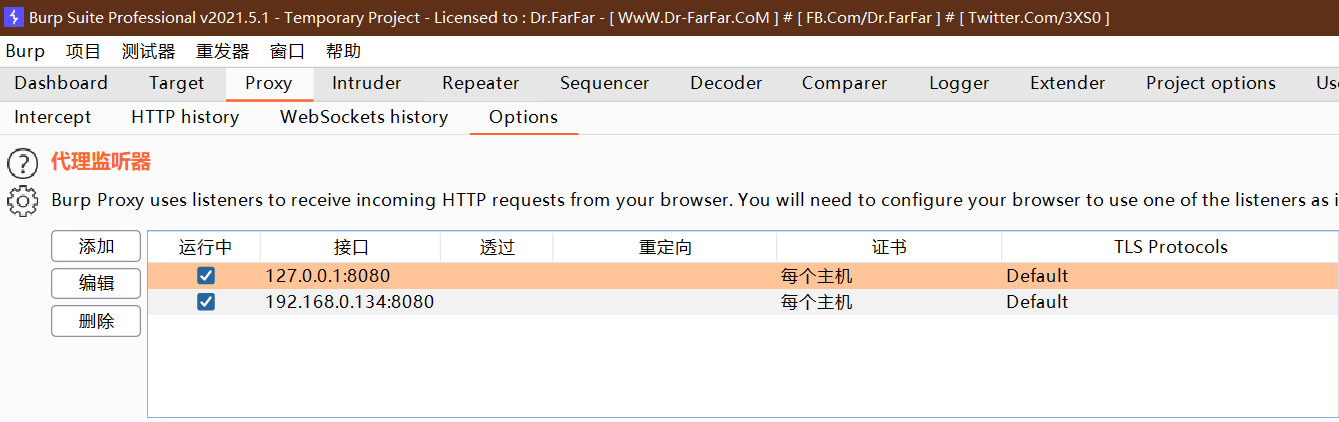 Burp Suite Professional v2021.5.1 - Temporary Project - Licensed to : Dr.FarFar - [ WwW.Dr-FarFar.CoM ] # [ FB.Com/Dr.FarFar ] # [ Twitter.Com/3XS0 ]
Burp 项目 测试器 重发器 窗口 帮助
Dashboard Target Proxy Intruder Repeater Sequencer Decoder Comparer Logger Extender Project options
Intercept HTTP history WebSockets history Options
? 代理监听器
Burp Proxy uses listeners to receive incoming HTTP requests from your browser. You will need to configure your browser to use one of the listeners as
添加 运行中 接口 透过 重定向 证书 TLS Protocols
127.0.0.1:8080 每个主机 Default
编辑
192.168.0.134:8080 每个主机 Default
删除